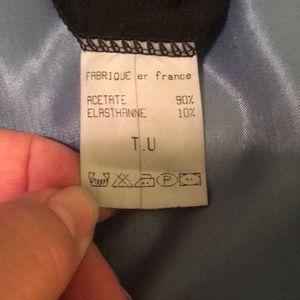 FABRIQUE en france
ACETATE 90%
ELASTHANNE 10%
T.U
P